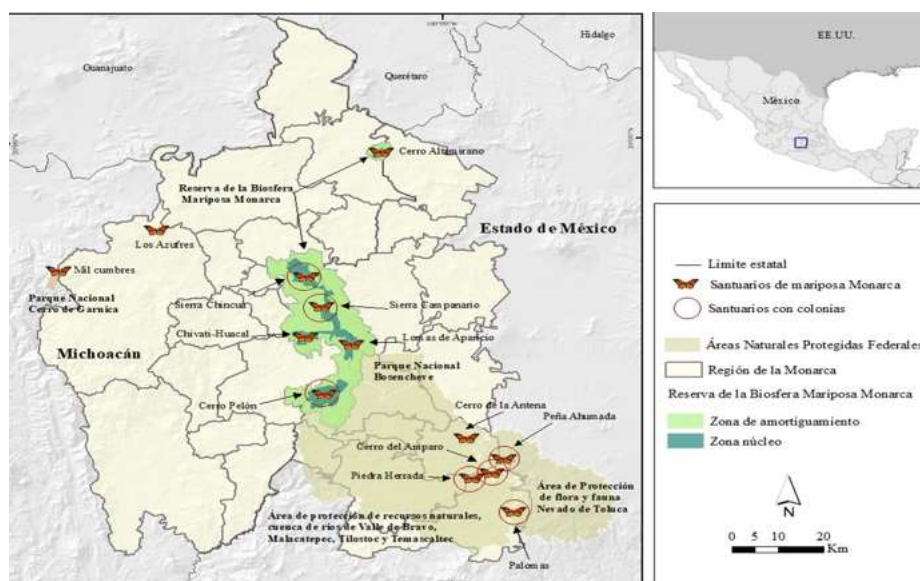 Hidalgo
Guanajuato
Querétaro
Cerro Altamirano
Reserva de la Biosfera
Mariposa Monarca
Estado de México
Los Azufres
Mil cumbres
Parque Nacional
Cerro de Garnica
Sierra Chincua
Sierra Campanario
Chivatí-Huacal
Lomas de Aparicio
Michoacán
Parque Nacional
Bosencheve
Cerro Pelón
Cerro de la Antena
Peña Ahumada
Cerro del Amparo
Piedra Herrada
Área de Protección
de flora y fauna
Nevado de Toluca
Área de protección de recursos naturales,
cuenca de ríos de Valle de Bravo,
Malacatepec, Tilostoc y Temascaltec
Palomas
EE.UU.
México
Límite estatal
Santuarios de mariposa Monarca
Santuarios con colonias
Áreas Naturales Protegidas Federales
Región de la Monarca
Reserva de la Biosfera Mariposa Monarca
Zona de amortiguamiento
Zona núcleo
N
0 5 10 20
Km